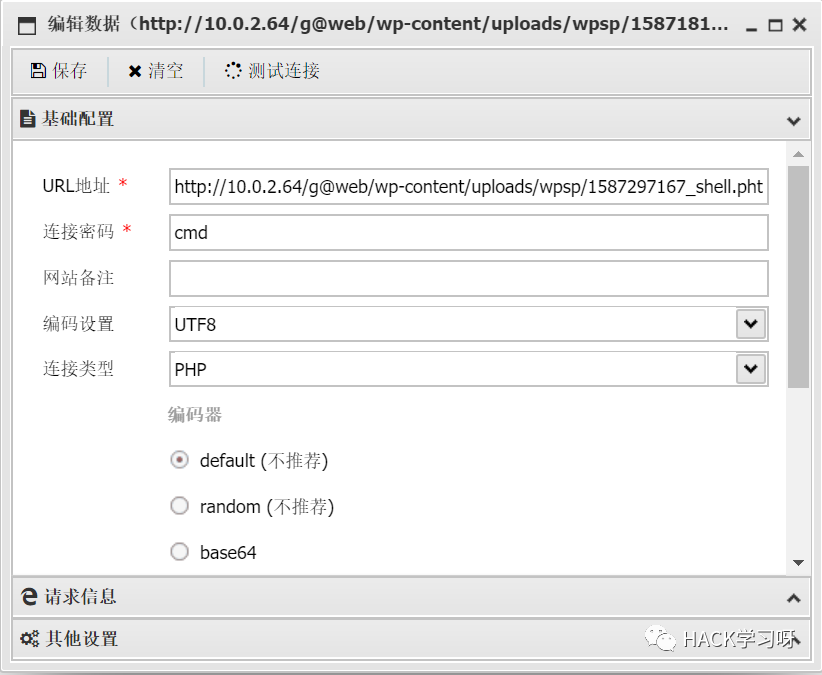 编辑数据（http://10.0.2.64/g@web/wp-content/uploads/wpsp/1587181...
保存 清空 测试连接
基础配置
URL地址 * http://10.0.2.64/g@web/wp-content/uploads/wpsp/1587297167_shell.pht
连接密码 * cmd
网站备注
编码设置 UTF8
连接类型 PHP
编码器
default (不推荐)
random (不推荐)
base64
请求信息
其他设置
HACK学习呀